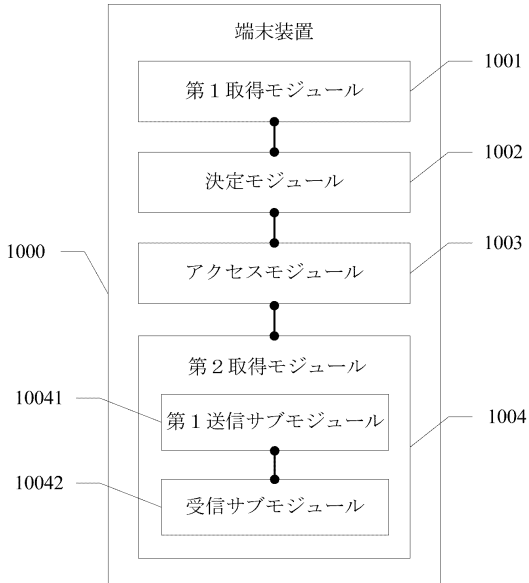 端末装置
1001
第1取得モジュール
1002
決定モジュール
1003
1000
アクセスモジュール
第2取得モジュール
10041
第1送信サブモジュール
1004
10042
受信サブモジュール